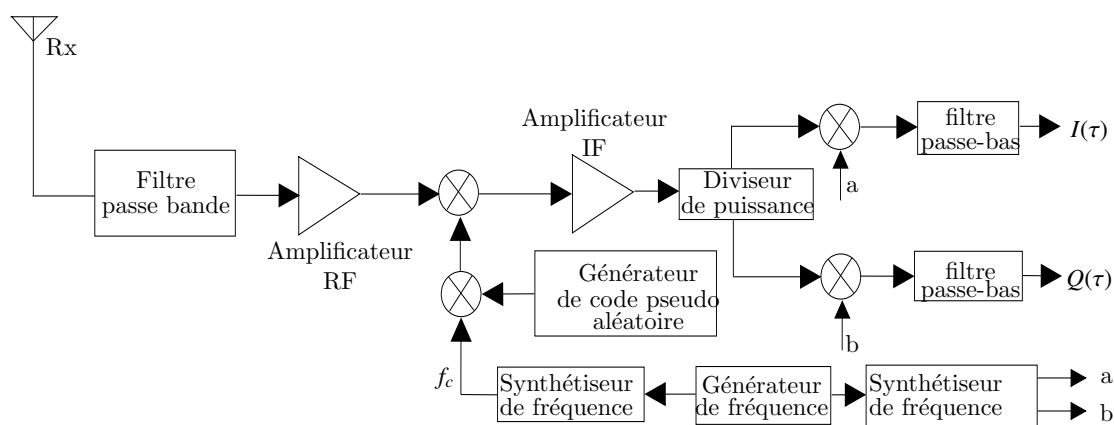 Rx
Filtre
passe bande
Amplificateur
RF
Amplificateur
IF
Diviseur
de puissance
a
filtre
passe-bas
I(τ)
b
filtre
passe-bas
Q(τ)
Générateur
de code pseudo
aléatoire
f_c
Synthétiseur
de fréquence
Générateur
de fréquence
Synthétiseur
de fréquence
a
b